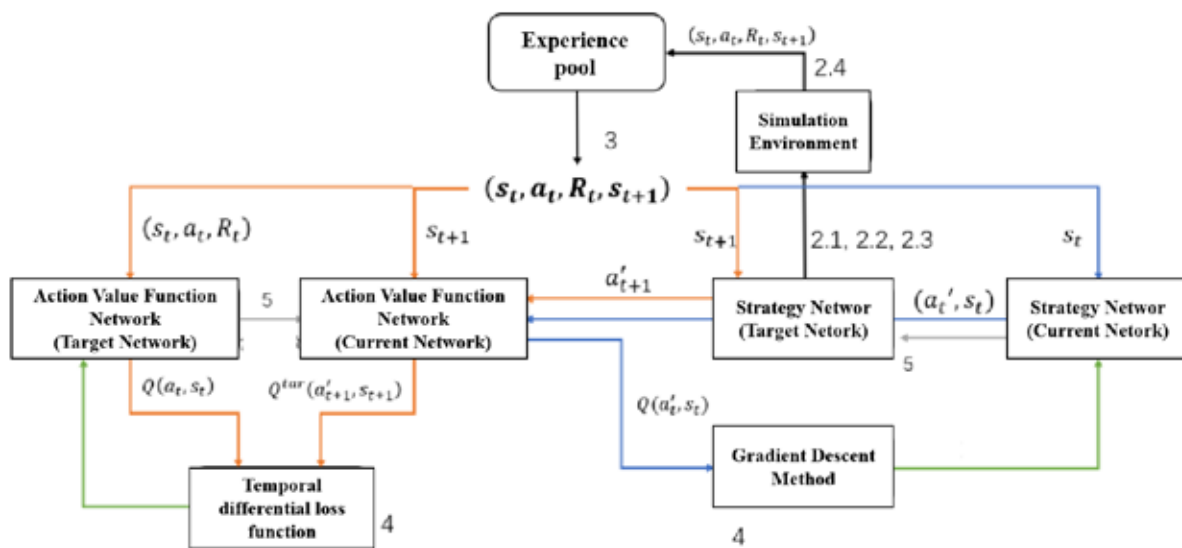 Experience
pool
(s_t, a_t, R_t, s_{t+1})
2.4
Simulation
Environment
3
(s_t, a_t, R_t, s_{t+1})
(s_t, a_t, R_t)
s_{t+1}
s_{t+1}
2.1, 2.2, 2.3
s_t
Action Value Function
Network
(Target Network)
5
Action Value Function
Network
(Current Network)
a'_{t+1}
Strategy Networ
(Target Netork)
(a_t', s_t)
5
Strategy Networ
(Current Netork)
Q(a_t, s_t)
Q^{tar}(a'_{t+1}, s_{t+1})
Q(a'_t, s_t)
Temporal
differential loss
function
4
Gradient Descent
Method
4